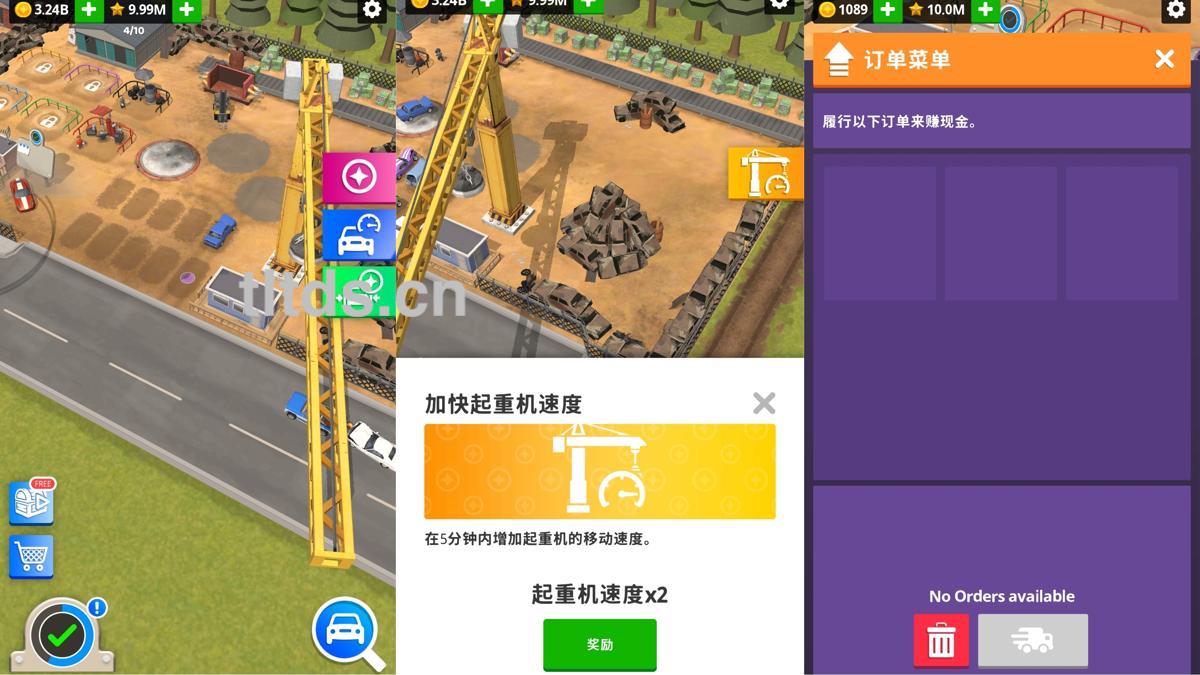 3.24B
9.99M
4/10
FREE
tltds.cn
3.24B
9.99M
加快起重机速度
在5分钟内增加起重机的移动速度。
起重机速度x2
奖励
1089
10.0M
订单菜单
履行以下订单来赚现金。
No Orders available